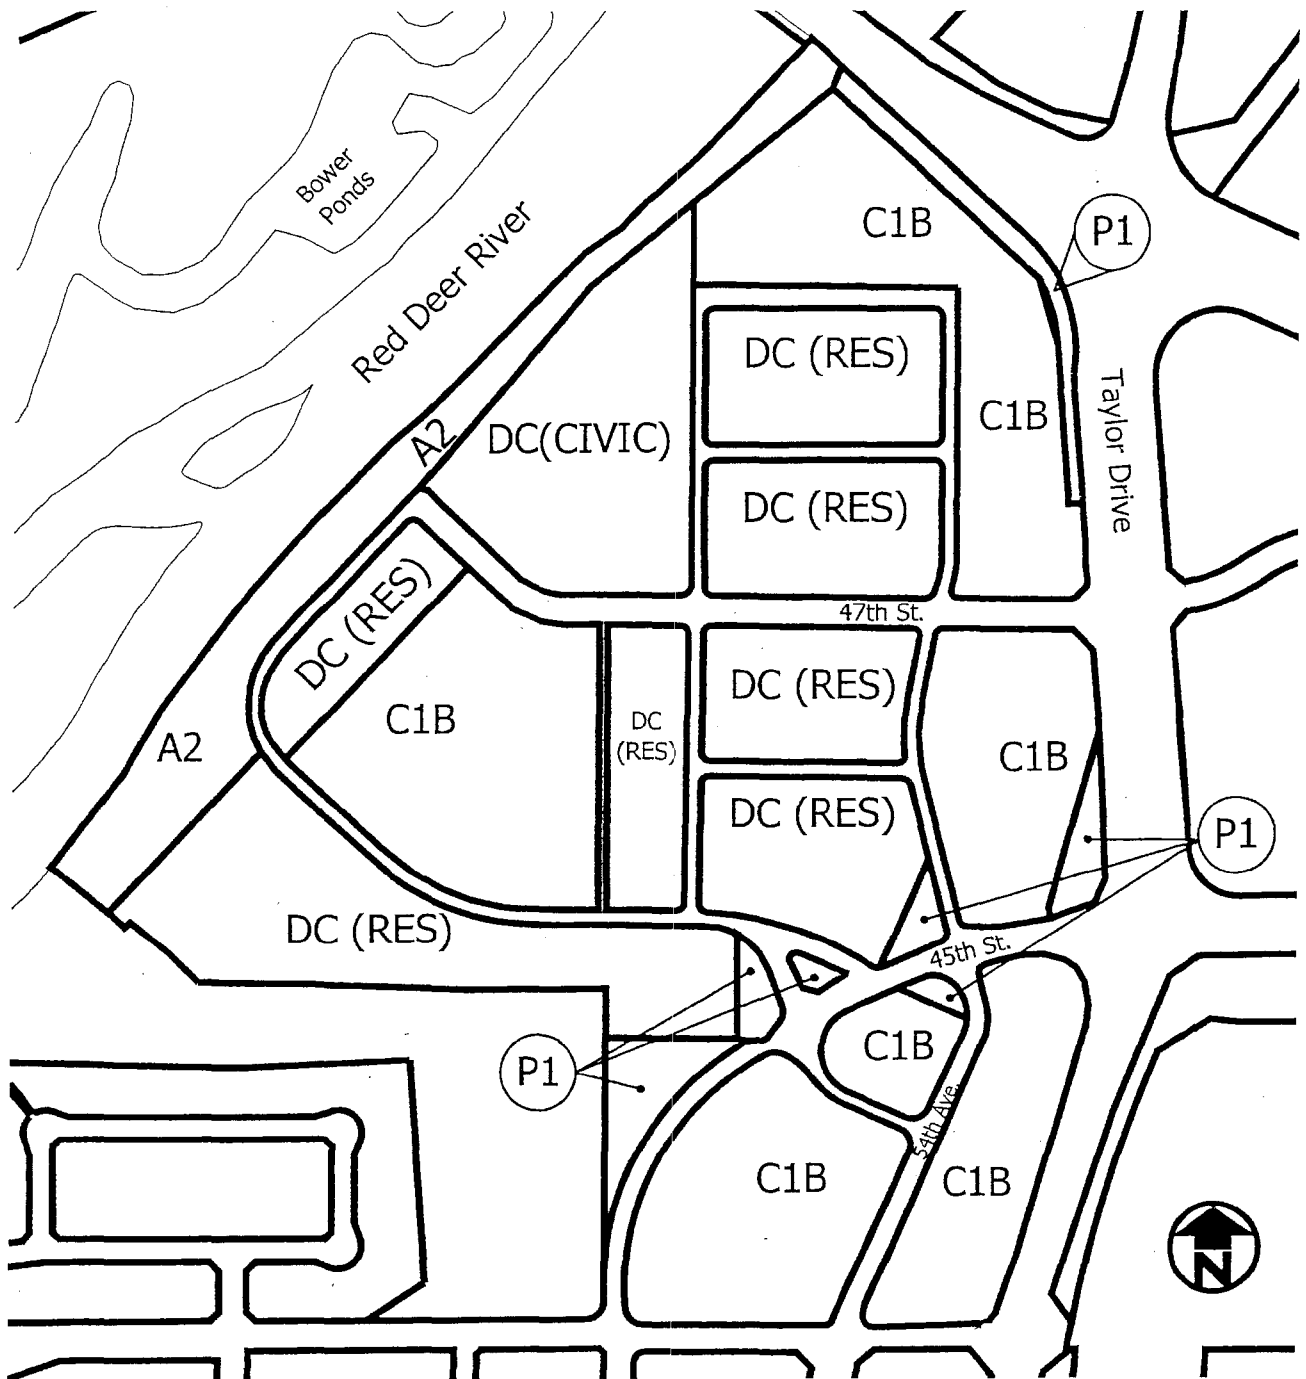 Bower
Ponds
Red Deer River
C1B
P1
DC (RES)
Taylor Drive
C1B
A2
DC(CIVIC)
DC (RES)
47th St.
DC (RES)
DC (RES)
C1B
DC
(RES)
A2
C1B
DC (RES)
P1
DC (RES)
45th St.
C1B
P1
54th Ave.
C1B
C1B
N